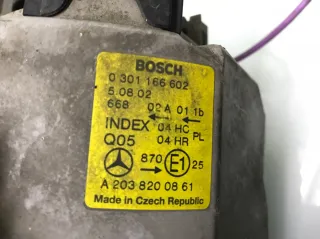 BOSCH
0 301 166 602
5.08.02
668 02 A 01 1b
INDEX 04 HC PL
Q05 04 HR
870 E1 25
A 203 820 08 61
Made in Czech Republic